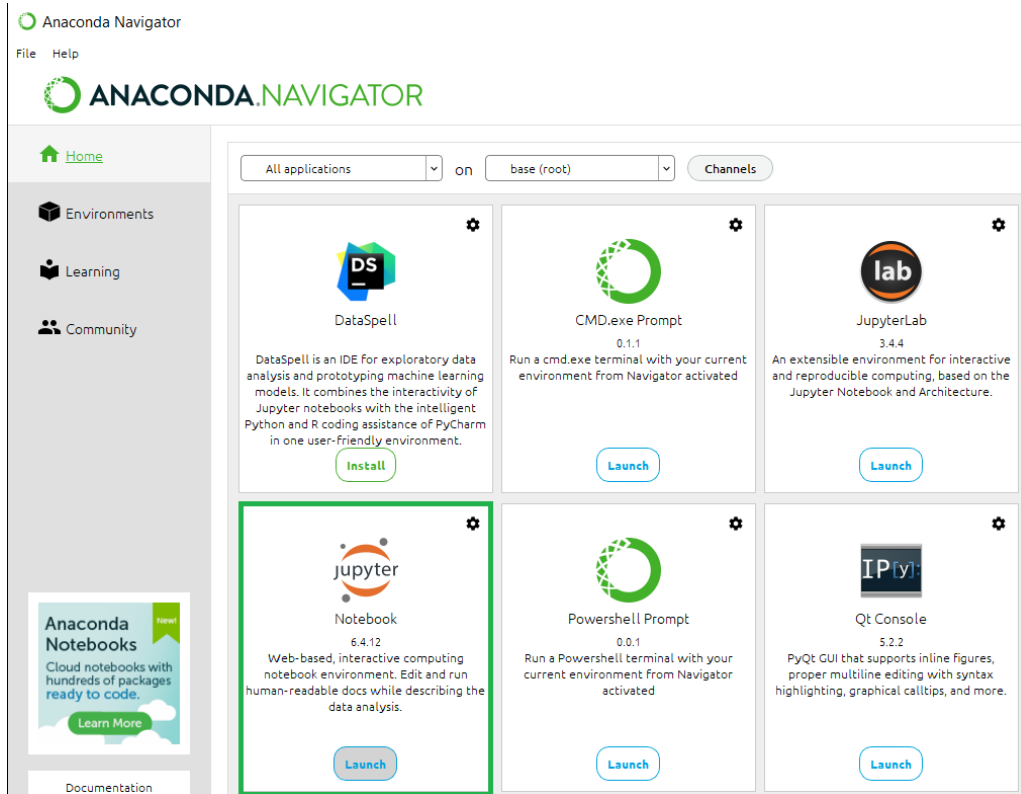 Anaconda Navigator
File Help
ANACONDA.NAVIGATOR
Home
Environments
Learning
Community
Anaconda
Notebooks
New!
Cloud notebooks with
hundreds of packages
ready to code.
Learn More
Documentation
All applications on base (root) Channels
DS
DataSpell
DataSpell is an IDE for exploratory data
analysis and prototyping machine learning
models. It combines the interactivity of
Jupyter notebooks with the intelligent
Python and R coding assistance of PyCharm
in one user-friendly environment.
Install
CMD.exe Prompt
0.1.1
Run a cmd.exe terminal with your current
environment from Navigator activated
Launch
lab
JupyterLab
3.4.4
An extensible environment for interactive
and reproducible computing, based on the
Jupyter Notebook and Architecture.
Launch
jupyter
Notebook
6.4.12
Web-based, interactive computing
notebook environment. Edit and run
human-readable docs while describing the
data analysis.
Launch
Powershell Prompt
0.0.1
Run a Powershell terminal with your
current environment from Navigator
activated
Launch
IP[y]:
Qt Console
5.2.2
PyQt GUI that supports inline figures,
proper multiline editing with syntax
highlighting, graphical calltips, and more.
Launch